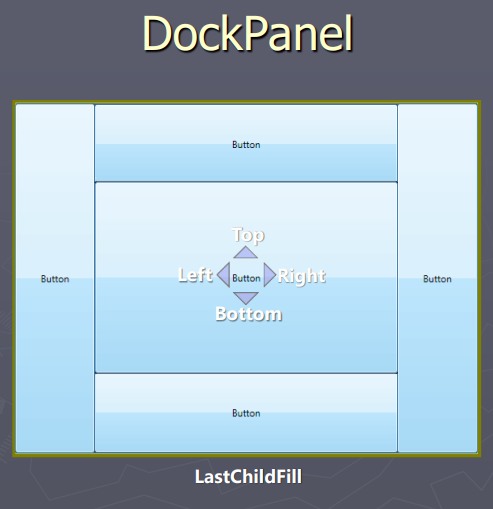 DockPanel
Button
Top
Button
Left
Button
Right
Button
Bottom
Button
LastChildFill